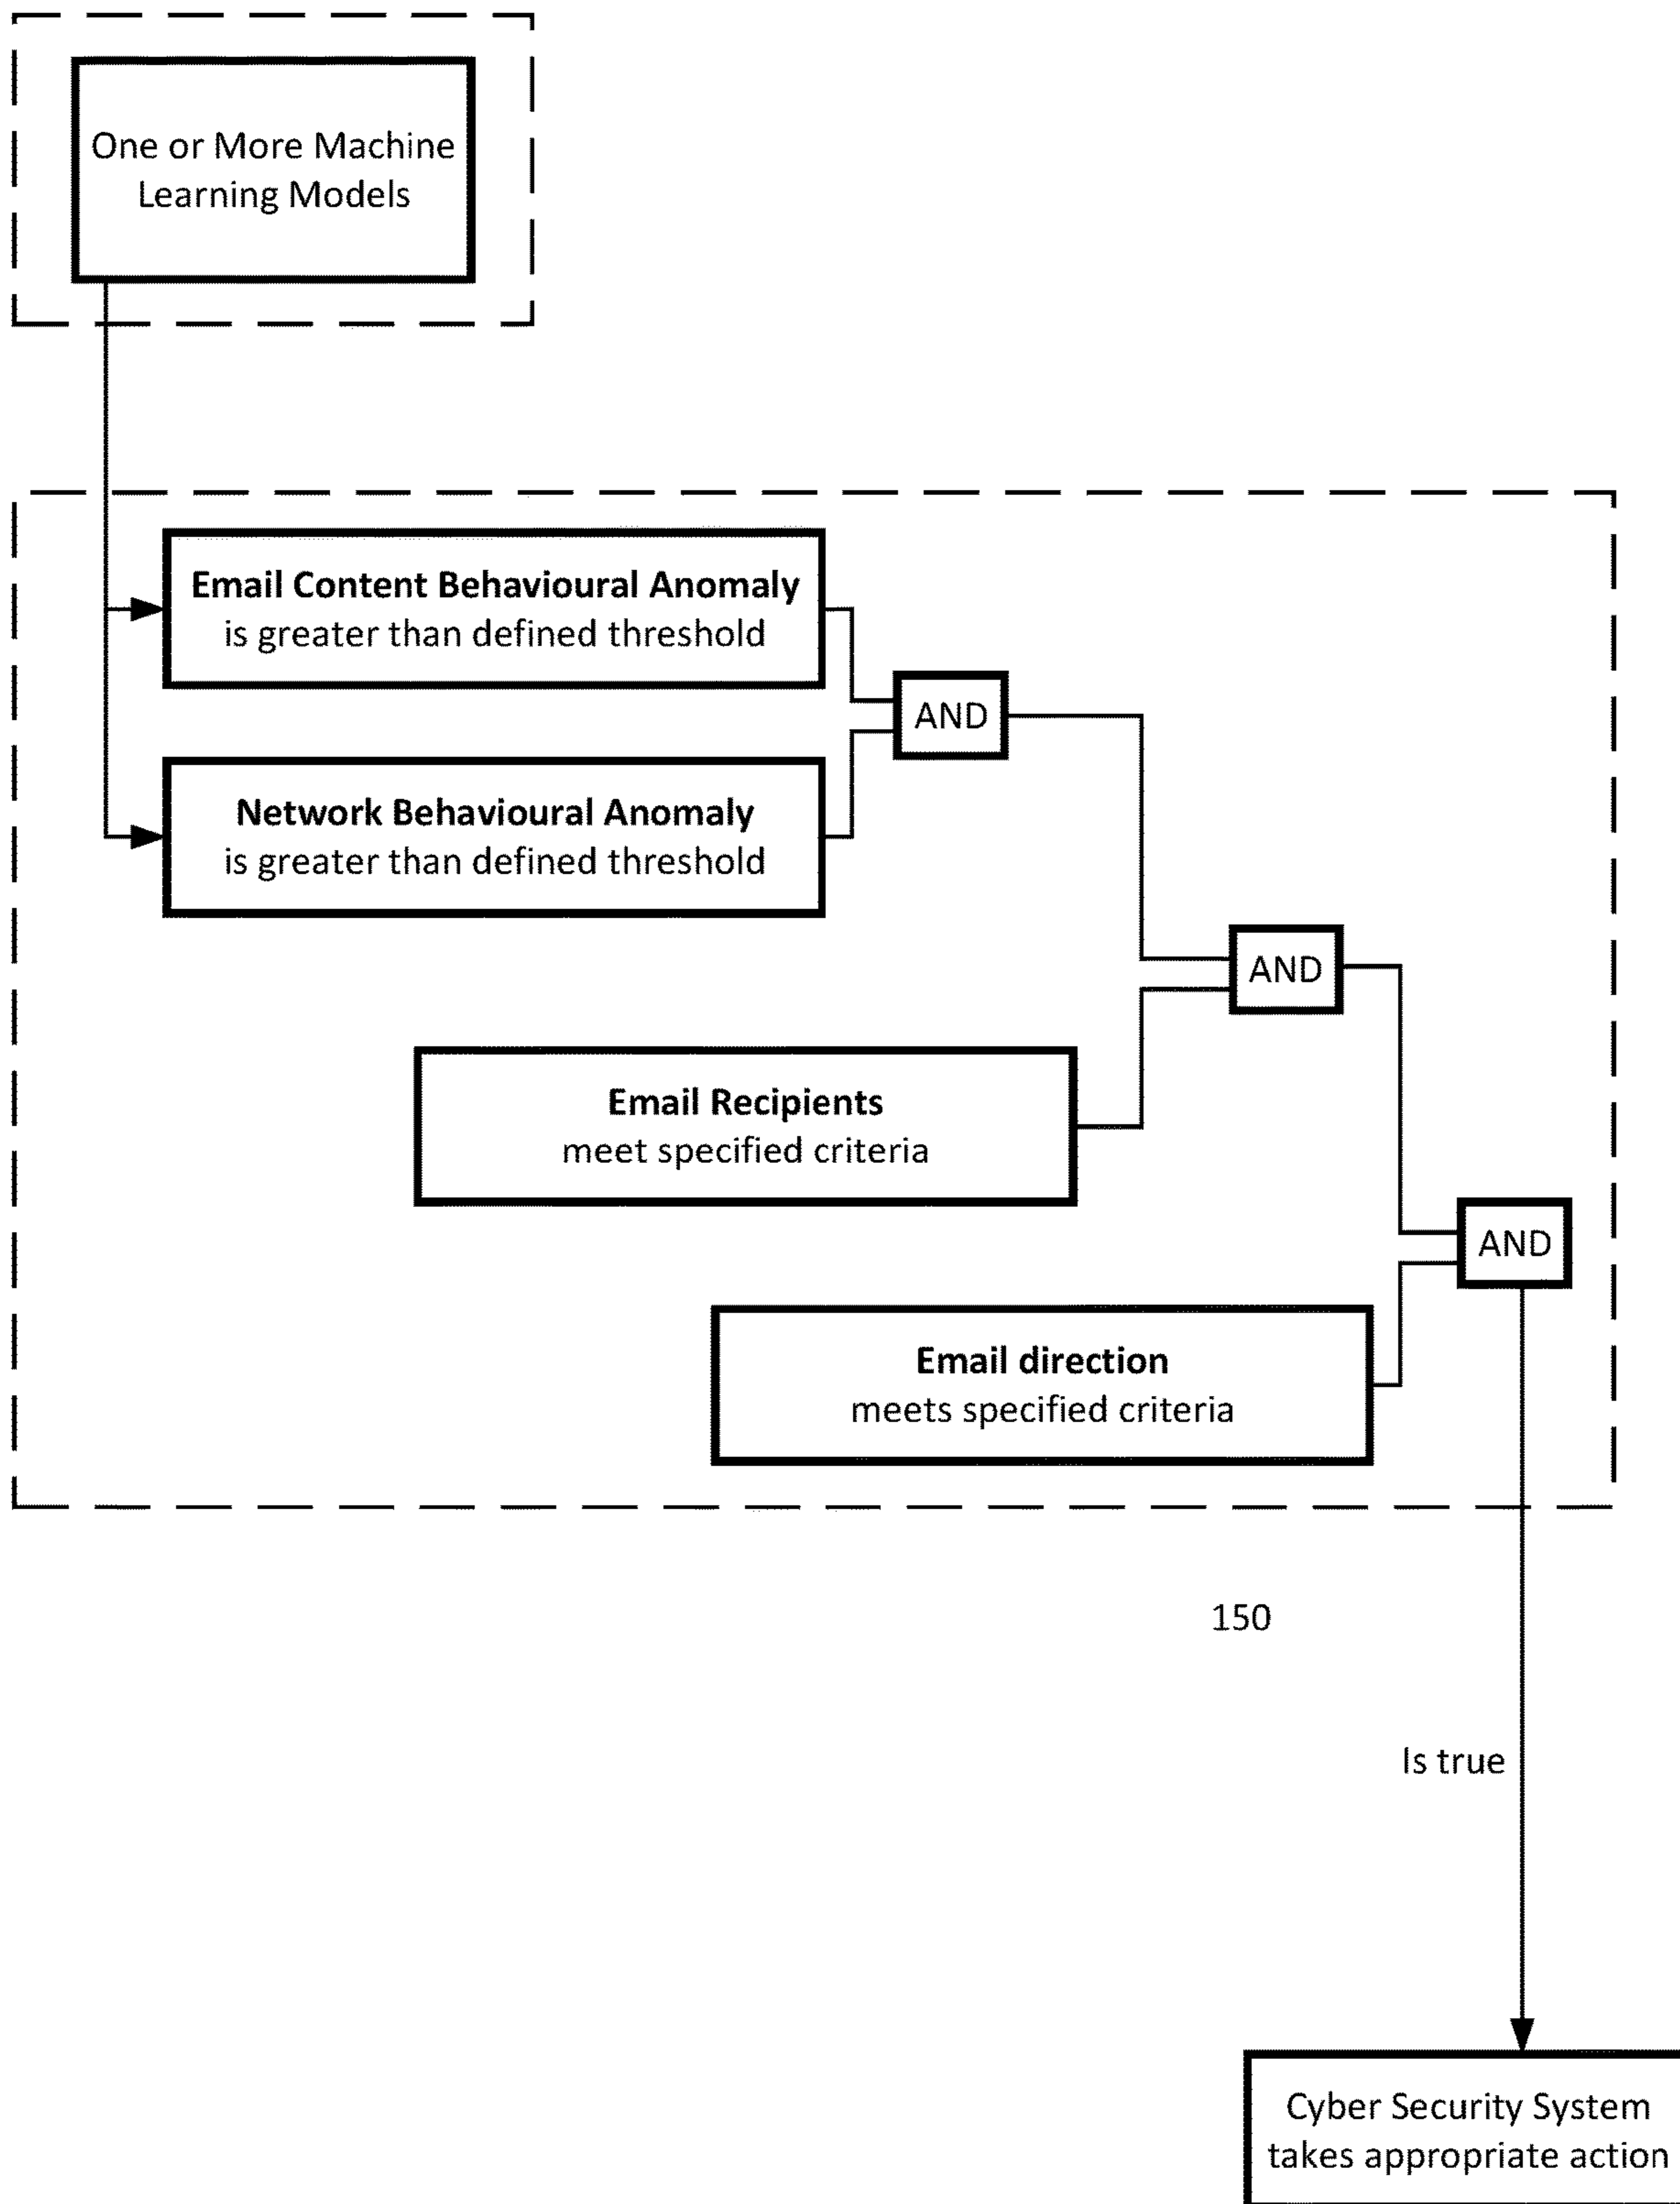 One or More Machine
Learning Models
Email Content Behavioural Anomaly
is greater than defined threshold
AND
Network Behavioural Anomaly
is greater than defined threshold
AND
Email Recipients
meet specified criteria
AND
Email direction
meets specified criteria
150
Is true
Cyber Security System
takes appropriate action